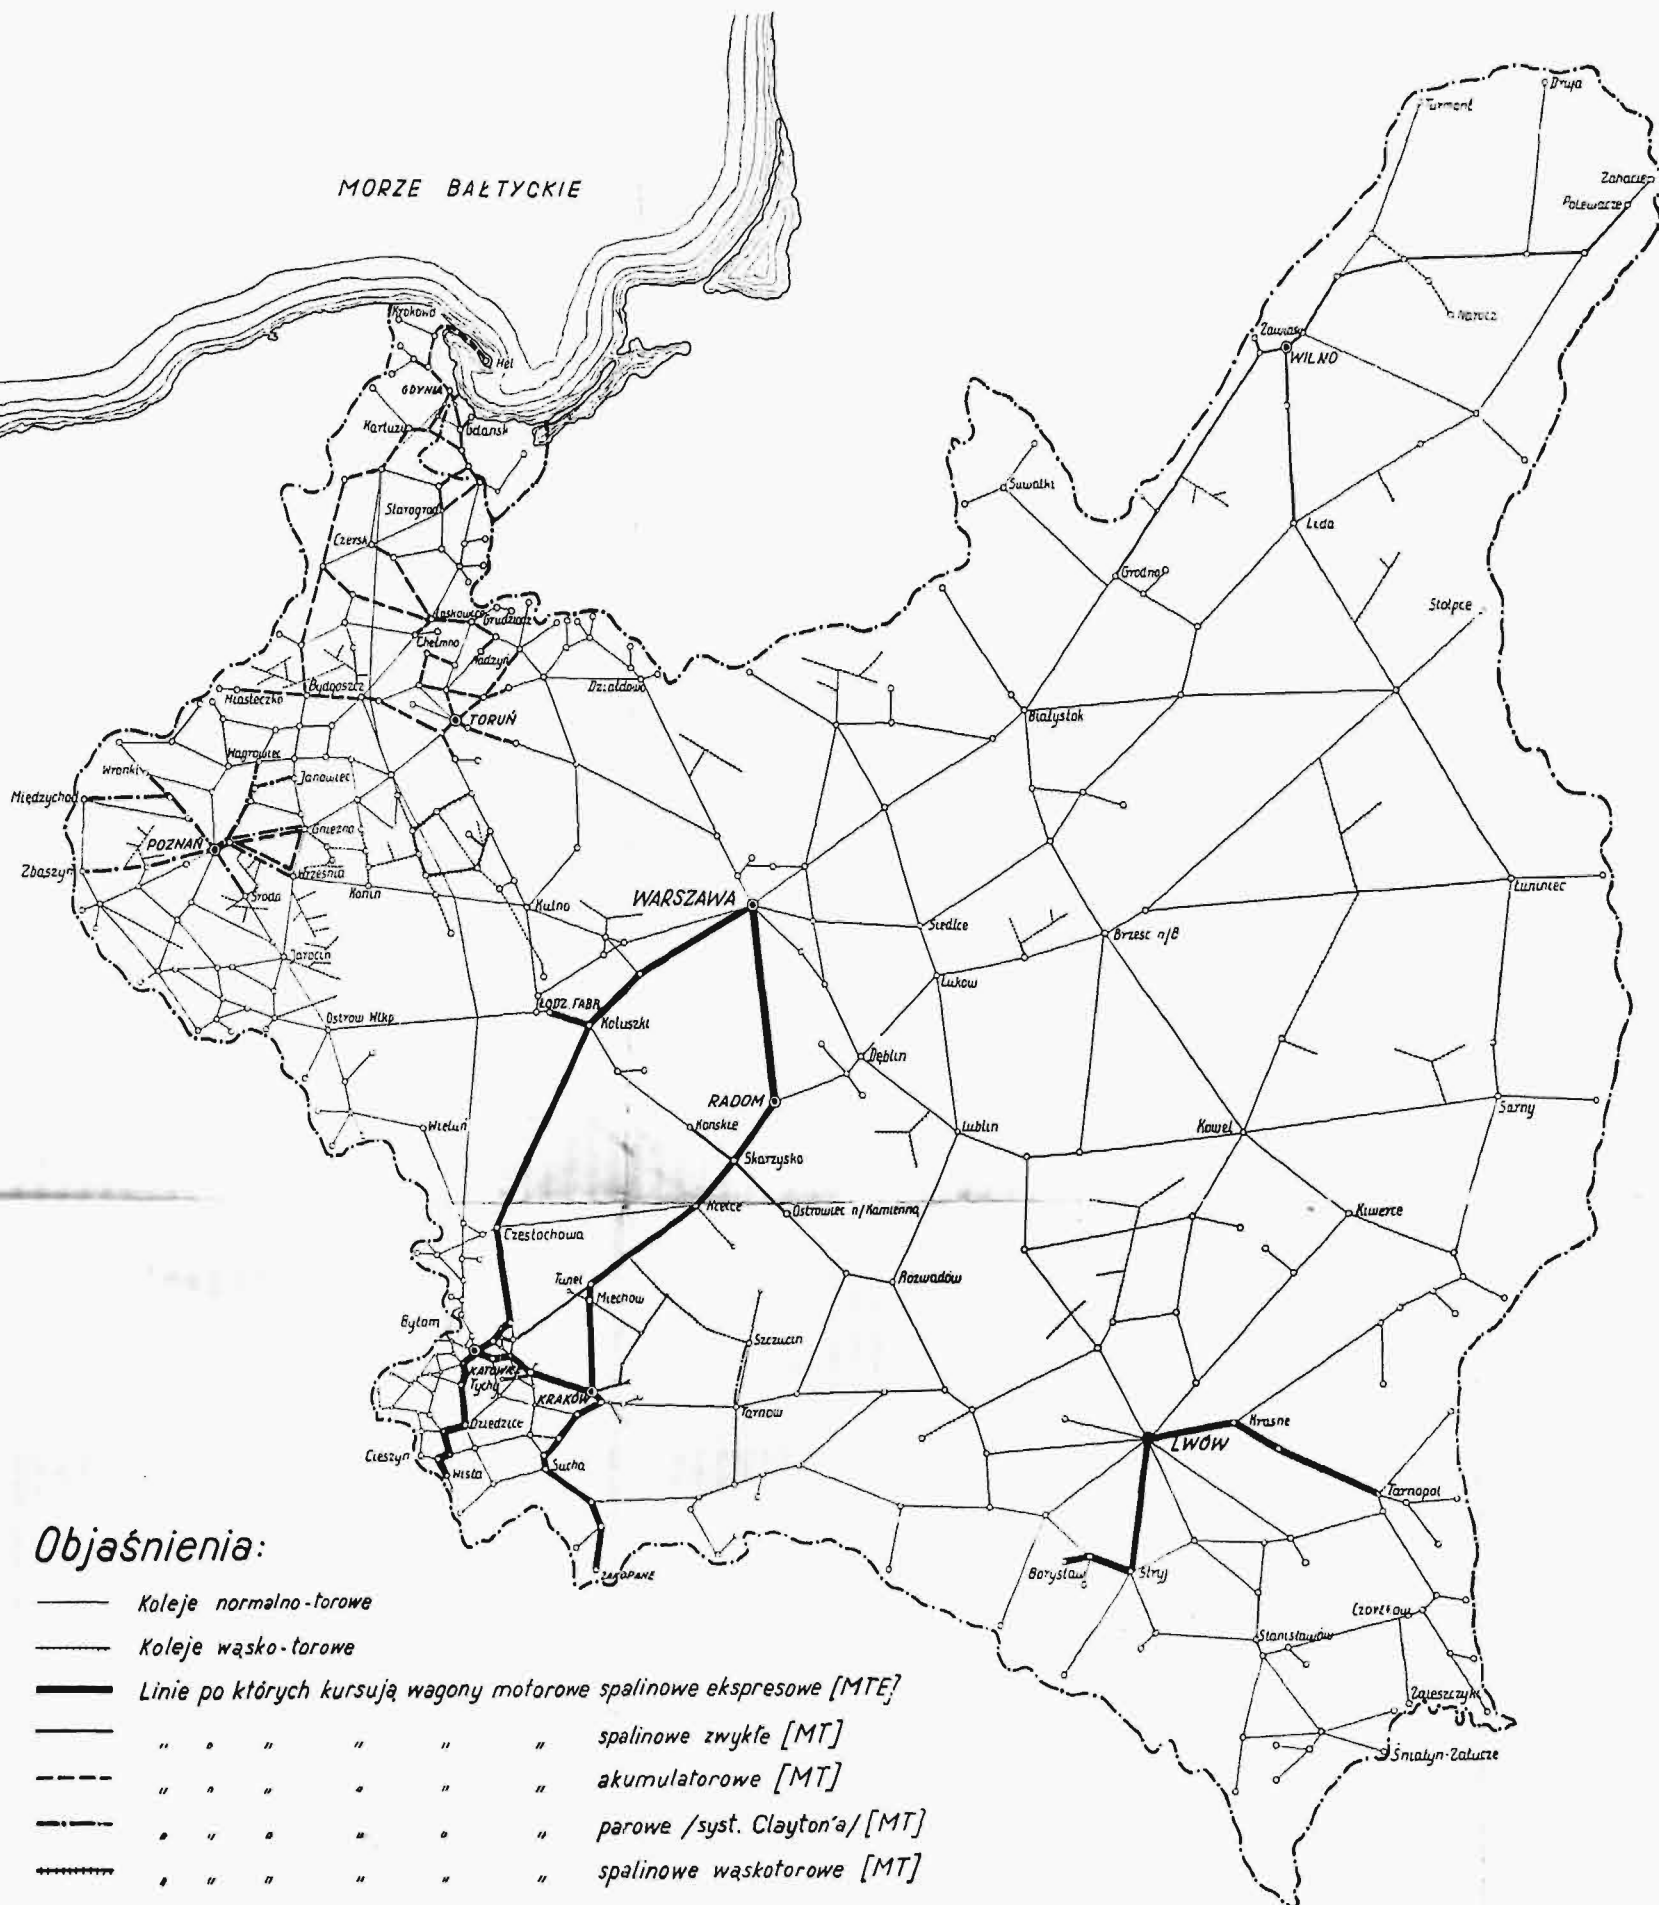 MORZE BAŁTYCKIE
Druja
Turmont
Zahacie
Polewacze
Narocz
Zawiasy
WILNO
Krokowo
Hel
GDYNIA
Kartuzy
Gdańsk
Suwałki
Starogród
Lida
Czersk
Grodno
Stołpce
Laskowice
Grudziądz
Chełmno
Radzyń
Bydgoszcz
Działdowo
Miasteczko
TORUŃ
Białystok
Wągrowiec
Wronki
Janowiec
Międzychód
Gniezno
POZNAŃ
Zbąszyń
Września
Środa
Konin
Kutno
WARSZAWA
Łuniniec
Siedlce
Brześć n/B
Jarocin
Łuków
ŁÓDŹ FABR.
Ostrów Wlkp
Koluszki
Dęblin
RADOM
Sarny
Wieluń
Końskie
Lublin
Kowel
Skarżysko
Kielce
Ostrowiec n/Kamienną
Kiwerce
Częstochowa
Tunel
Rozwadów
Miechów
Bytom
Szczucin
KATOWICE
Tychy
KRAKÓW
Tarnów
Dziedzice
Krasne
LWÓW
Cieszyn
Wisła
Sucha
Tarnopol
ZAKOPANE
Borysław
Stryj
Czortków
Stanisławów
Zaleszczyki
Śniatyn-Załucze
Objaśnienia:
Koleje normalno-torowe
Koleje wąsko-torowe
Linie po których kursują wagony motorowe spalinowe ekspresowe [MTE]
" " " " " " spalinowe zwykłe [MT]
" " " " " " akumulatorowe [MT]
" " " " " " parowe /syst. Clayton'a/ [MT]
" " " " " " spalinowe wąskotorowe [MT]